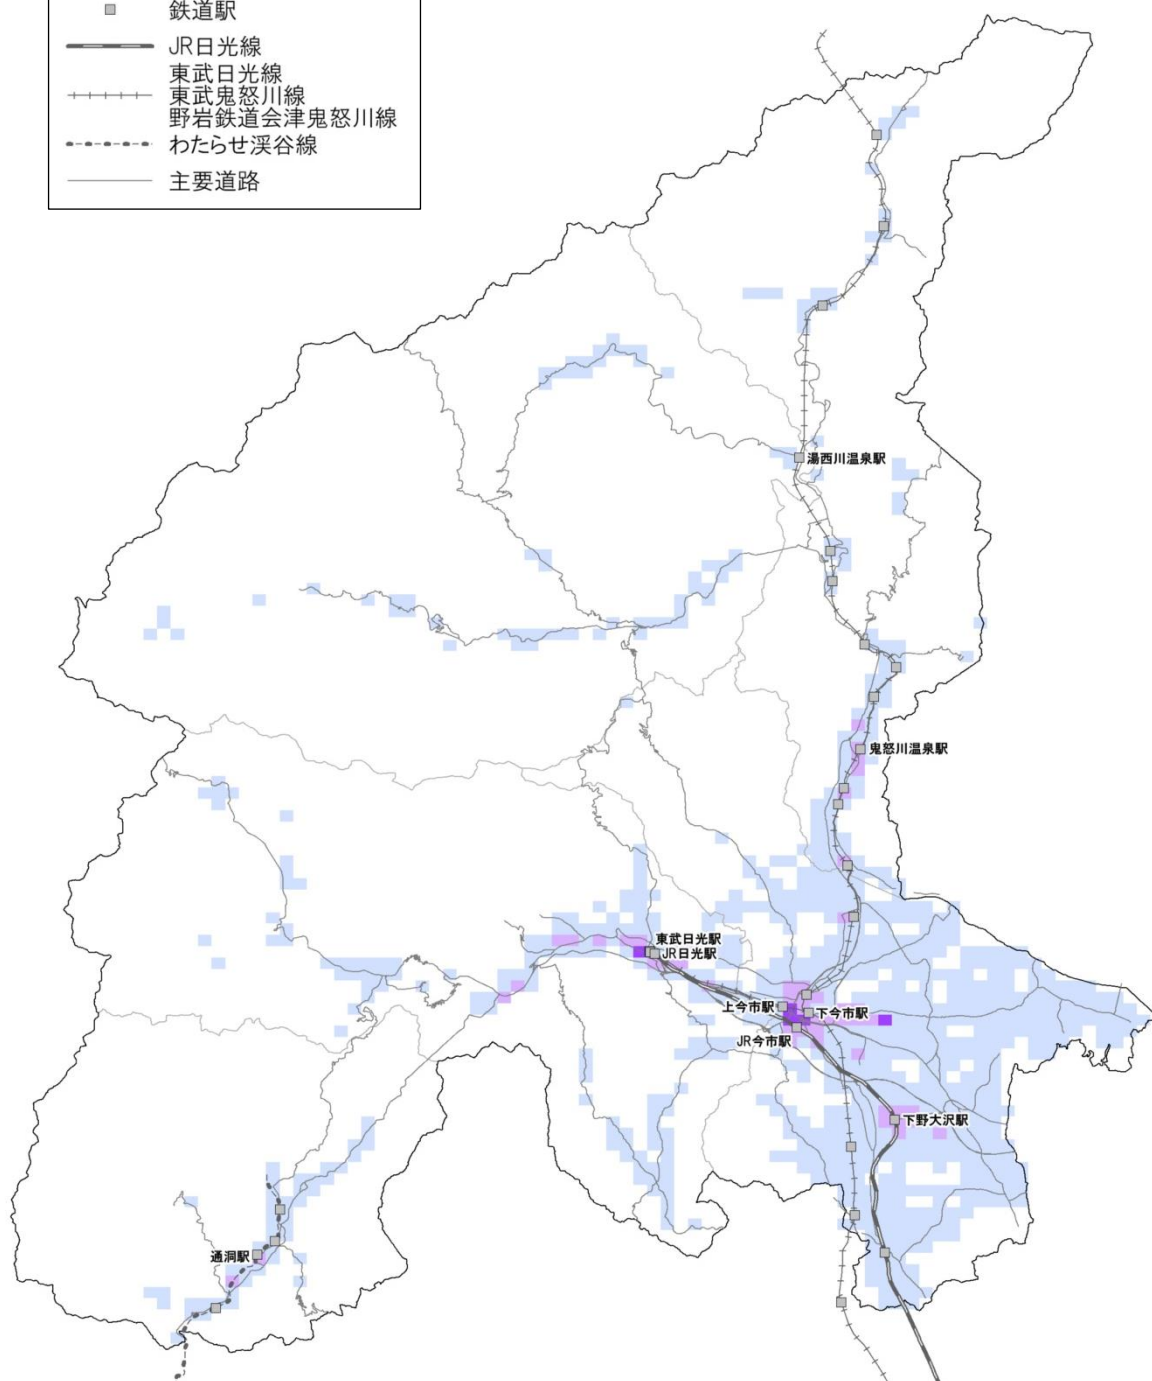 鉄道駅
JR日光線
東武日光線
東武鬼怒川線
野岩鉄道会津鬼怒川線
わたらせ渓谷線
主要道路
湯西川温泉駅
鬼怒川温泉駅
東武日光駅
JR日光駅
上今市駅
下今市駅
JR今市駅
下野大沢駅
通洞駅